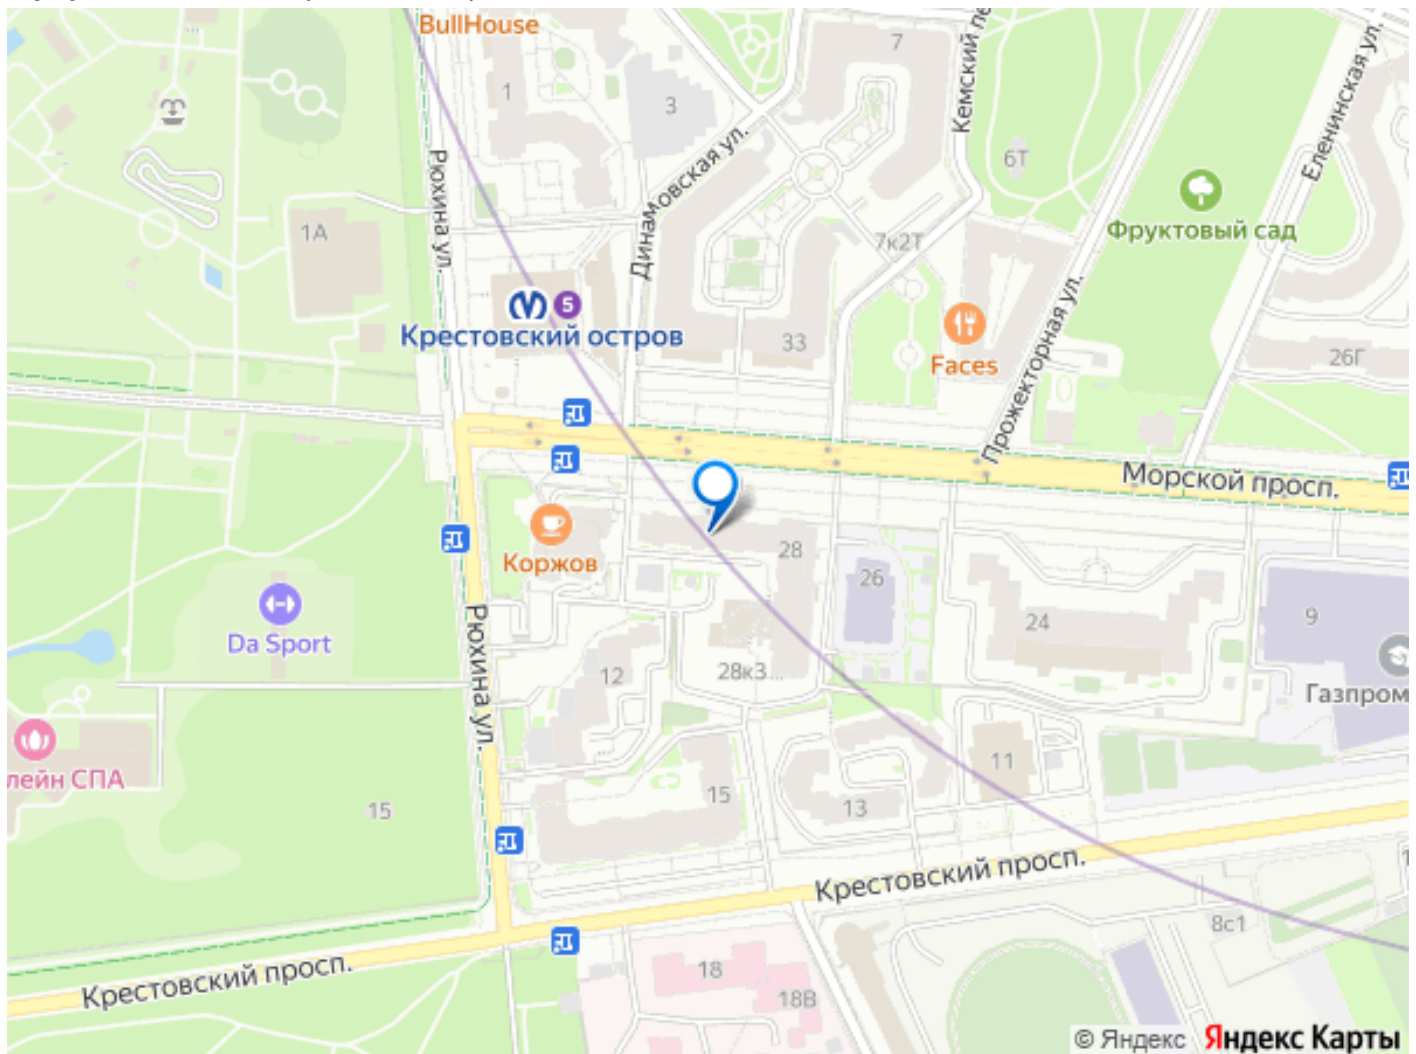 BullHouse
7
1
3
Кемский пе
Еленинская ул.
Рюхина ул.
Динамовская ул.
6Т
1А
Фруктовый сад
7к2Т
5
Крестовский остров
33
Faces
Прожекторная ул.
26Г
Морской просп.
Коржов
28
26
Da Sport
Рюхина ул.
24
9
12
28к3...
Газпром
лейн СПА
11
15
15
13
Крестовский просп.
8с1
Крестовский просп.
18
18В
© Яндекс Яндекс Карты